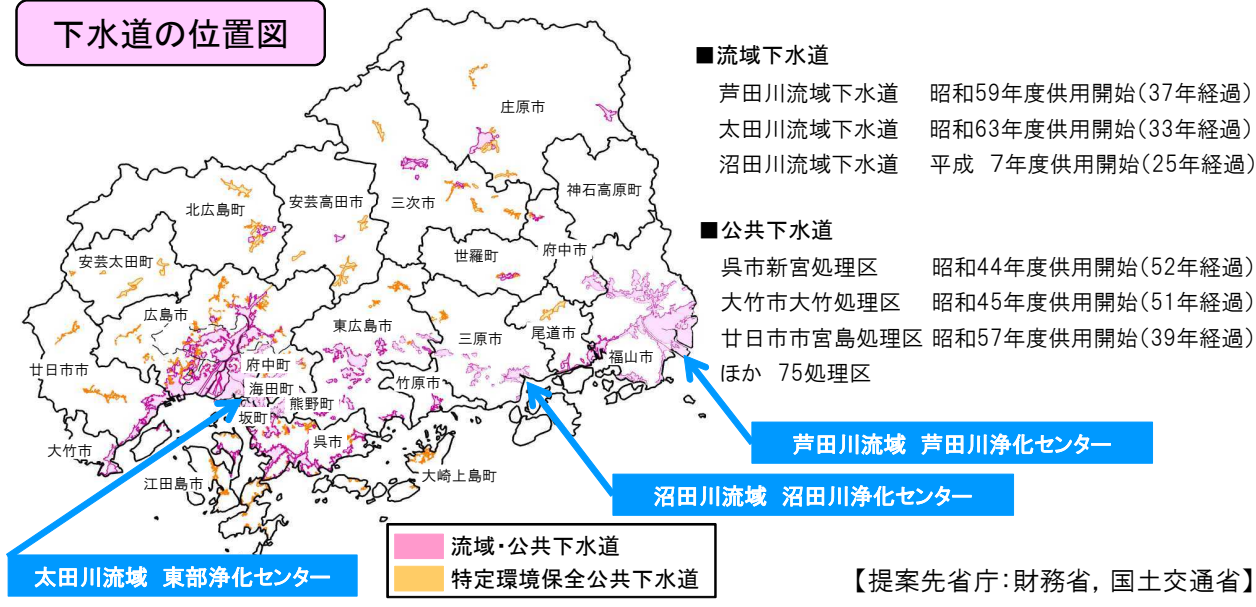 下水道の位置図
■流域下水道
芦田川流域下水道 昭和59年度供用開始(37年経過)
太田川流域下水道 昭和63年度供用開始(33年経過)
沼田川流域下水道 平成 7年度供用開始(25年経過)
■公共下水道
呉市新宮処理区 昭和44年度供用開始(52年経過)
大竹市大竹処理区 昭和45年度供用開始(51年経過)
廿日市市宮島処理区 昭和57年度供用開始(39年経過)
ほか 75処理区
庄原市
神石高原町
北広島町
安芸高田市
三次市
安芸太田町
世羅町
府中市
広島市
東広島市
三原市
尾道市
福山市
廿日市市
府中町
海田町
竹原市
熊野町
坂町
呉市
大竹市
江田島市
大崎上島町
芦田川流域 芦田川浄化センター
沼田川流域 沼田川浄化センター
太田川流域 東部浄化センター
流域・公共下水道
特定環境保全公共下水道
【提案先省庁:財務省,国土交通省】